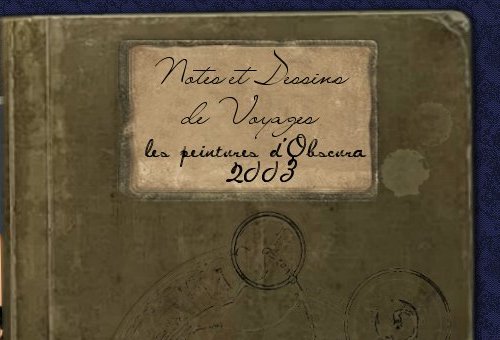 Notes et Dessins
de Voyages
les peintures d'Obscura
2003